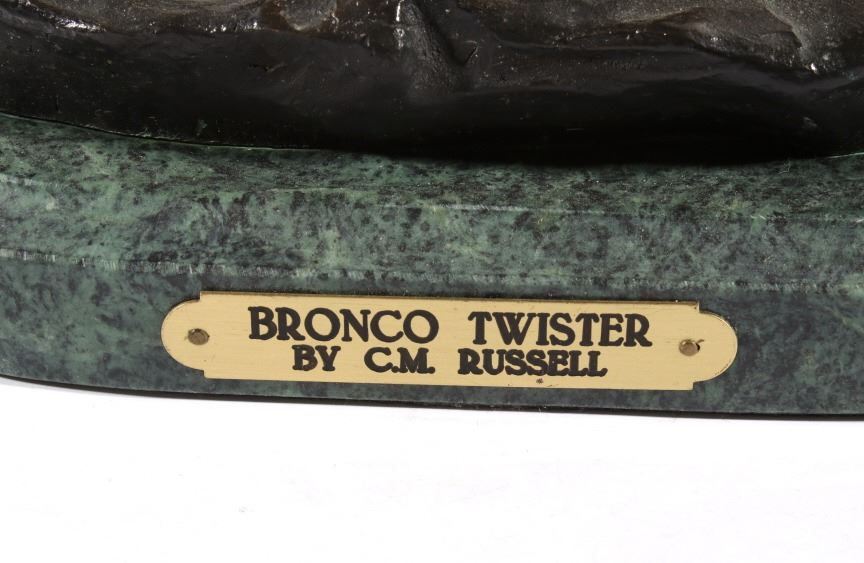 BRONCO TWISTER
BY C.M. RUSSELL